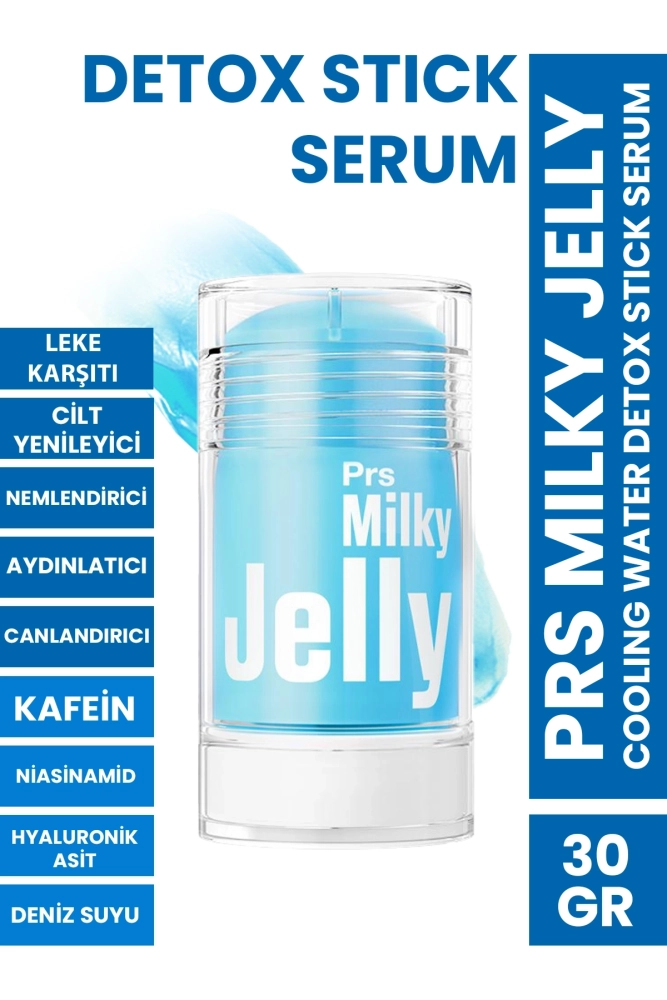 DETOX STICK
SERUM
LEKE
KARŞITI
CİLT
YENİLEYİCİ
NEMLENDİRİCİ
AYDINLATICI
CANLANDIRICI
KAFEİN
NİASİNAMİD
HYALURONİK
ASİT
DENİZ SUYU
Prs
Milky
Jelly
PRS MILKY JELLY
COOLING WATER DETOX STICK SERUM
30
GR